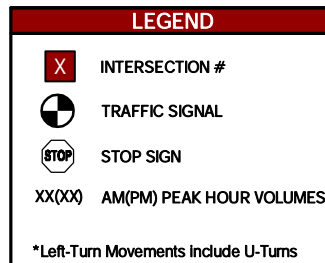 LEGEND
X INTERSECTION #
TRAFFIC SIGNAL
STOP STOP SIGN
XX(XX) AM(PM) PEAK HOUR VOLUMES
*Left-Turn Movements include U-Turns